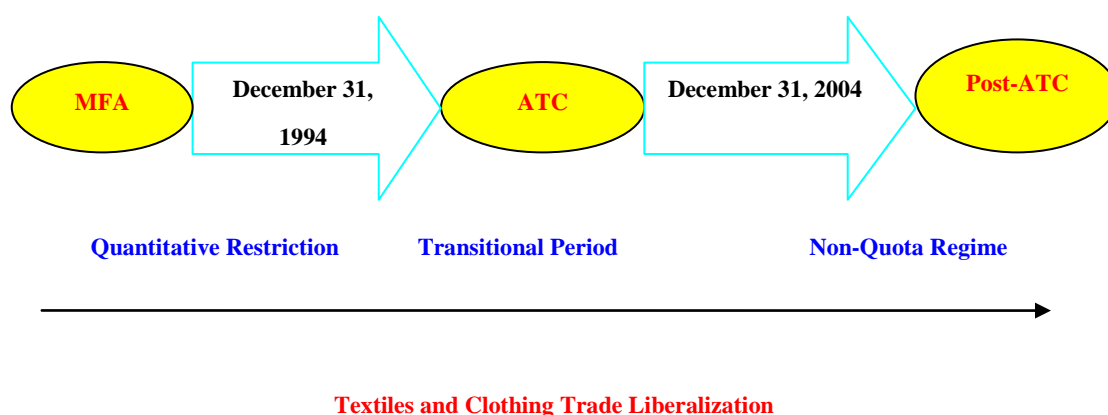 MFA
December 31,
1994
ATC
December 31, 2004
Post-ATC
Quantitative Restriction
Transitional Period
Non-Quota Regime
Textiles and Clothing Trade Liberalization